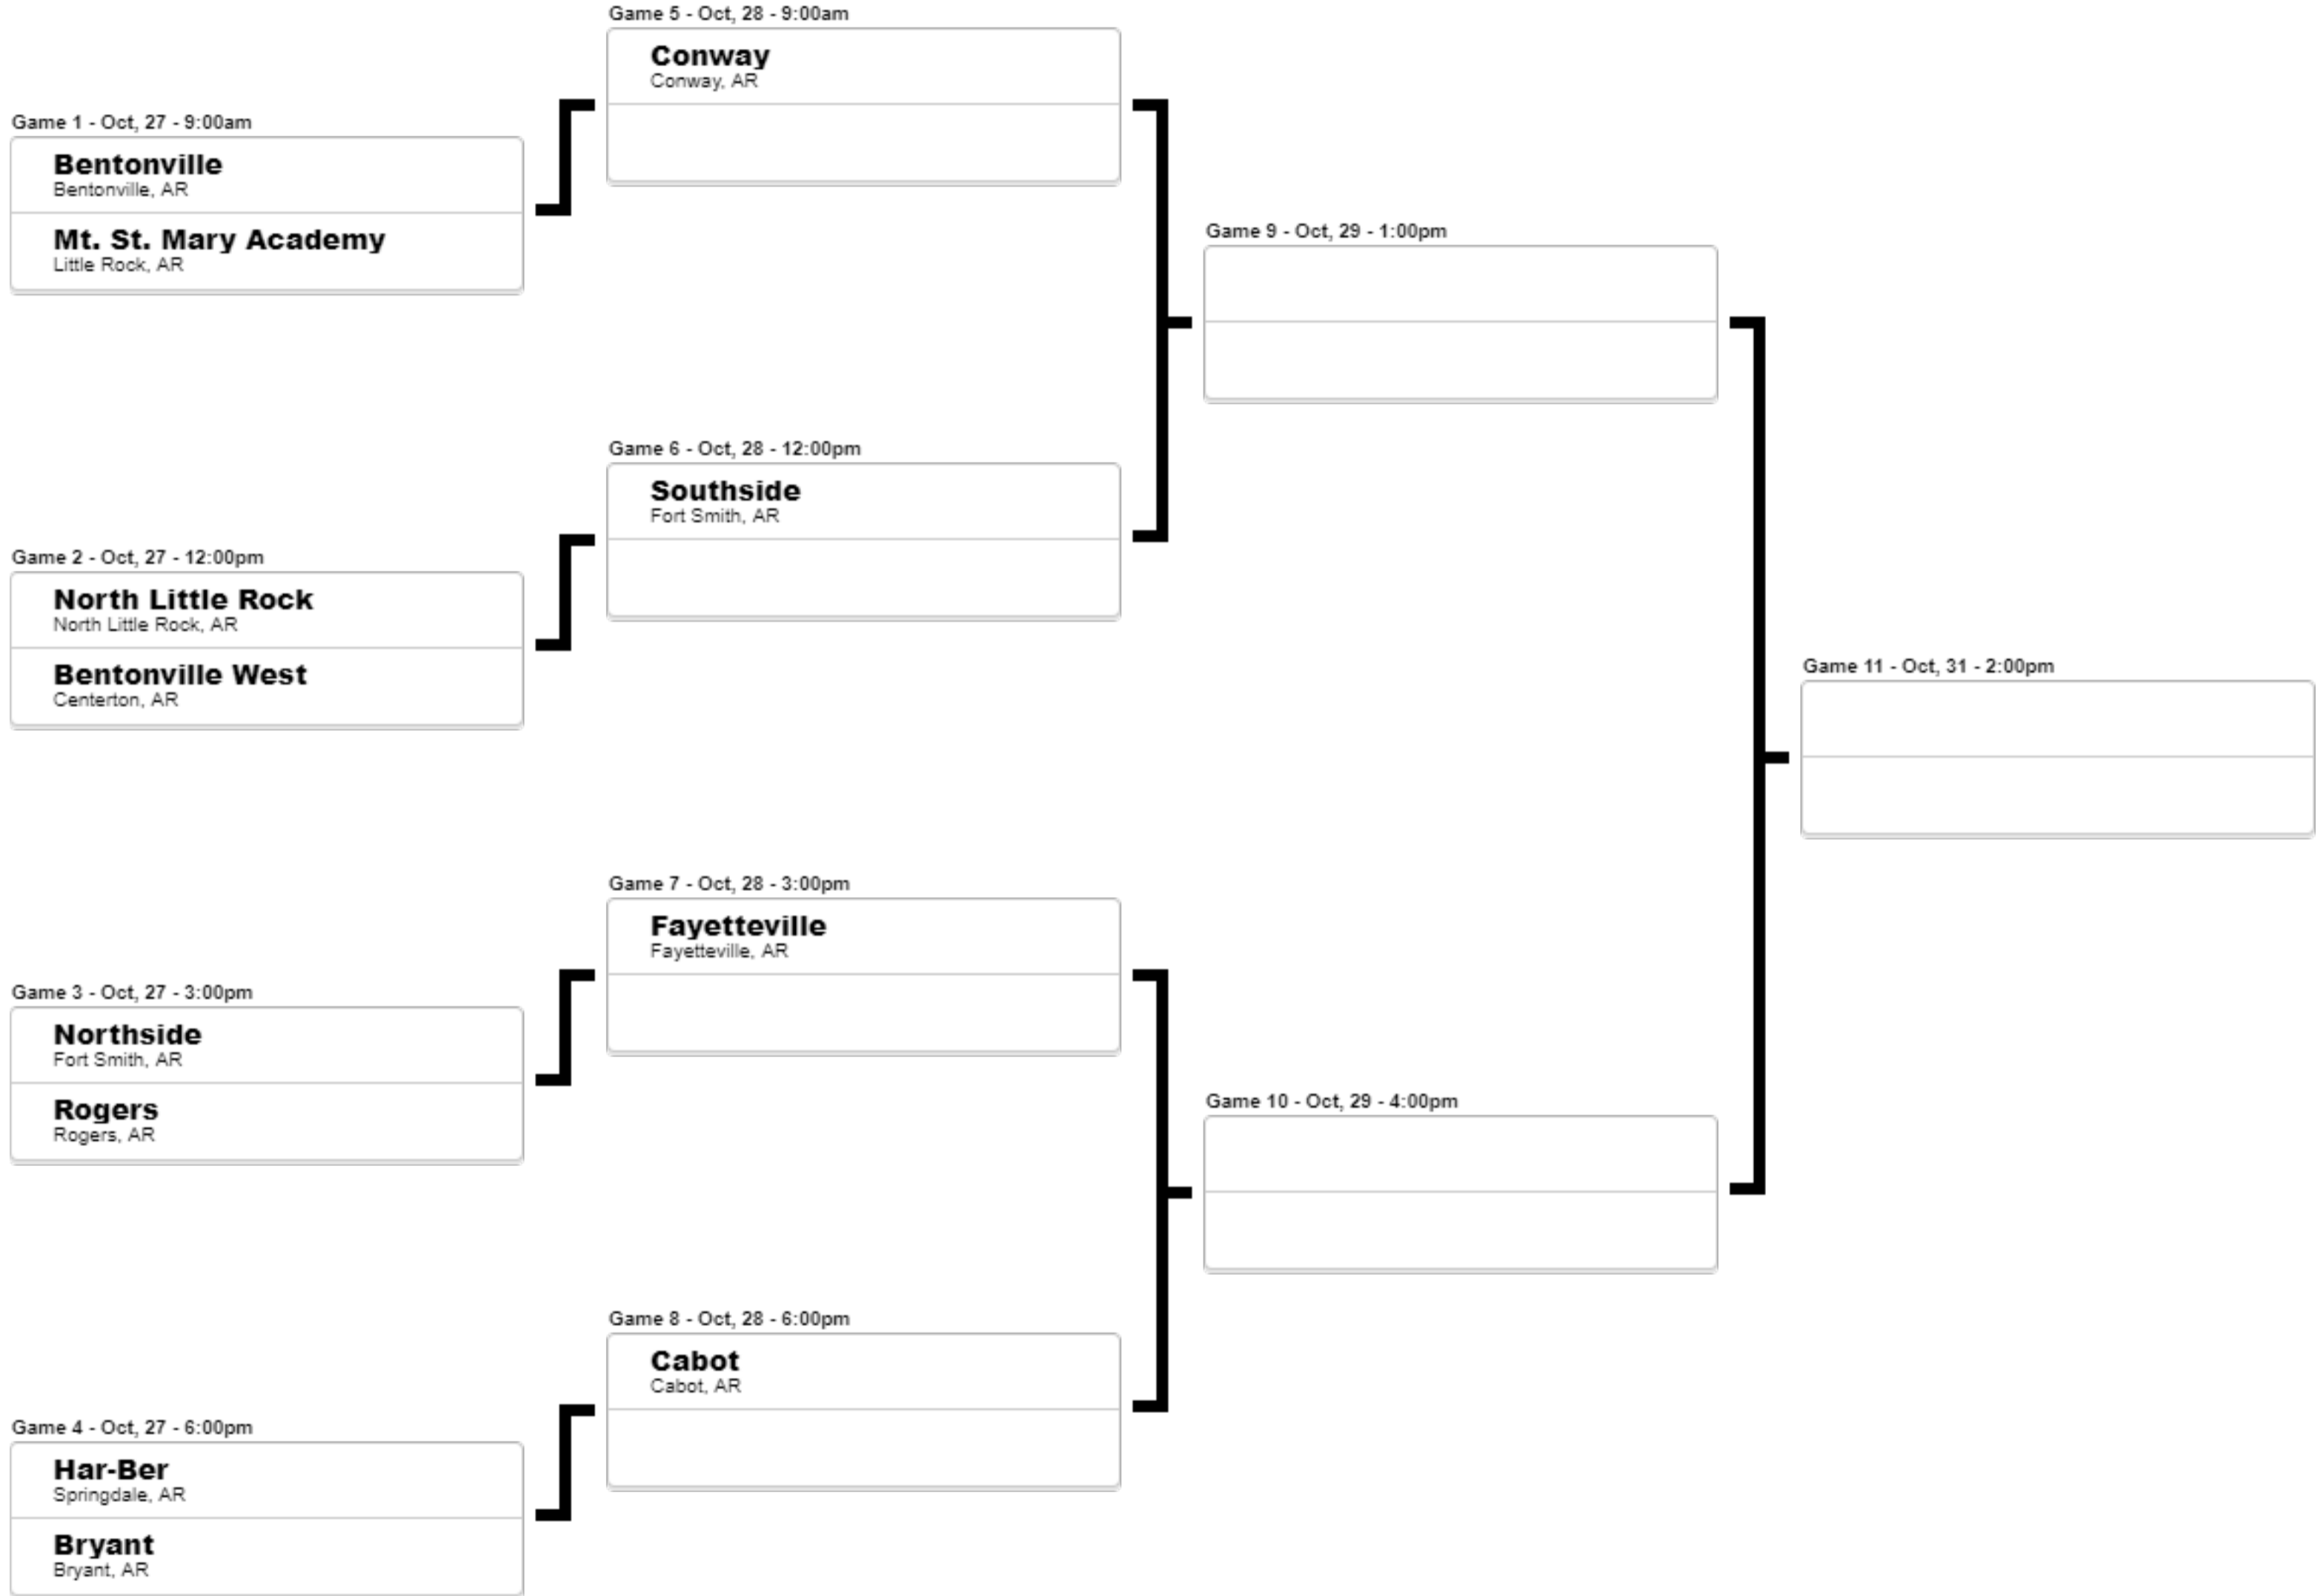 Game 1 - Oct, 27 - 9:00am
Bentonville
Bentonville, AR
Mt. St. Mary Academy
Little Rock, AR
Game 2 - Oct, 27 - 12:00pm
North Little Rock
North Little Rock, AR
Bentonville West
Centerton, AR
Game 3 - Oct, 27 - 3:00pm
Northside
Fort Smith, AR
Rogers
Rogers, AR
Game 4 - Oct, 27 - 6:00pm
Har-Ber
Springdale, AR
Bryant
Bryant, AR
Game 5 - Oct, 28 - 9:00am
Conway
Conway, AR
Game 6 - Oct, 28 - 12:00pm
Southside
Fort Smith, AR
Game 7 - Oct, 28 - 3:00pm
Fayetteville
Fayetteville, AR
Game 8 - Oct, 28 - 6:00pm
Cabot
Cabot, AR
Game 9 - Oct, 29 - 1:00pm
Game 10 - Oct, 29 - 4:00pm
Game 11 - Oct, 31 - 2:00pm